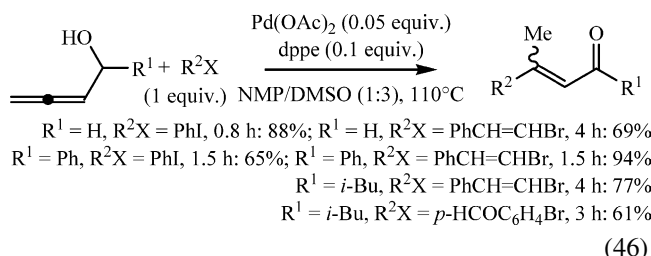 HO
R¹ + R²X
(1 equiv.)
Pd(OAc)₂ (0.05 equiv.)
dppe (0.1 equiv.)
NMP/DMSO (1:3), 110°C
Me O
R² R¹
R¹ = H, R²X = PhI, 0.8 h: 88%; R¹ = H, R²X = PhCH=CHBr, 4 h: 69%
R¹ = Ph, R²X = PhI, 1.5 h: 65%; R¹ = Ph, R²X = PhCH=CHBr, 1.5 h: 94%
R¹ = i-Bu, R²X = PhCH=CHBr, 4 h: 77%
R¹ = i-Bu, R²X = p-HCOC₆H₄Br, 3 h: 61%
(46)